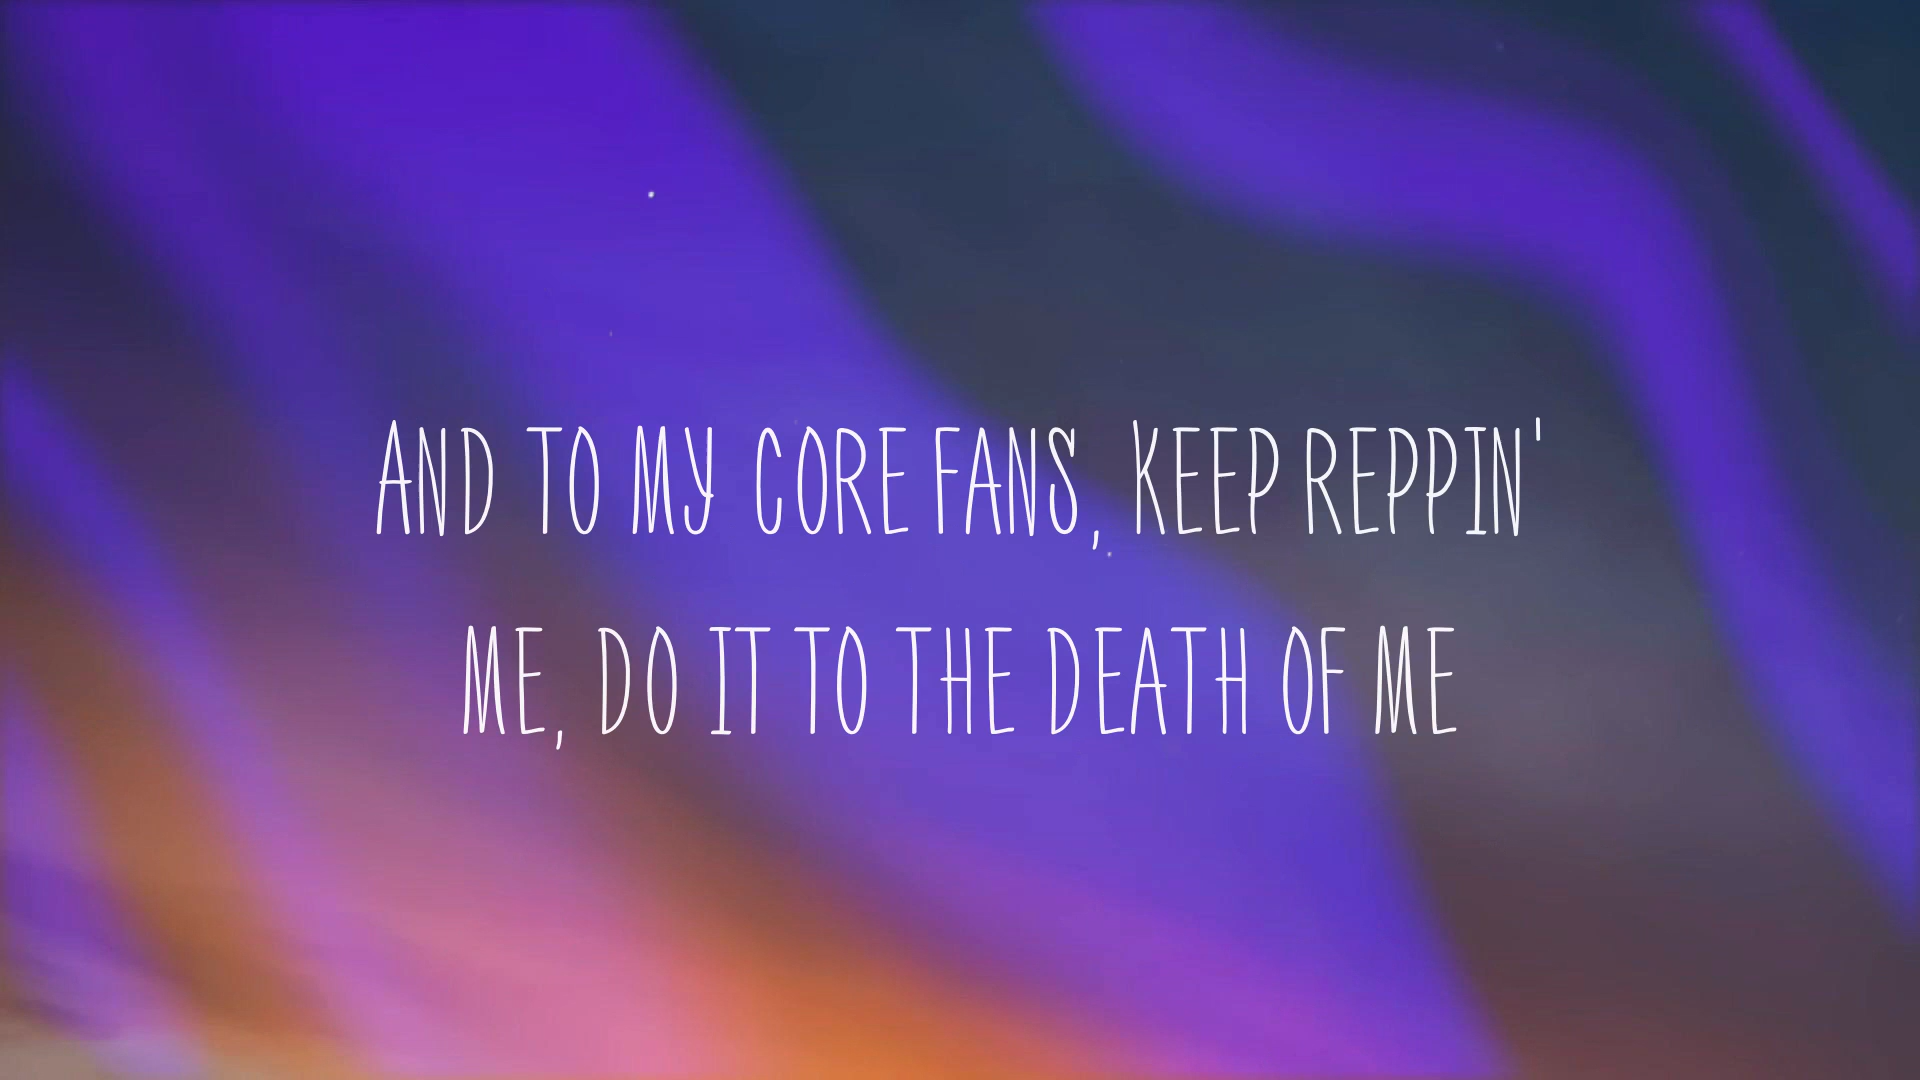 AND TO MY CORE FANS, KEEP REPPIN'
ME, DO IT TO THE DEATH OF ME